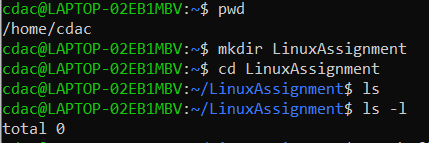 cdac@LAPTOP-02EB1MBV:~$ pwd
/home/cdac
cdac@LAPTOP-02EB1MBV:~$ mkdir LinuxAssignment
cdac@LAPTOP-02EB1MBV:~$ cd LinuxAssignment
cdac@LAPTOP-02EB1MBV:~/LinuxAssignment$ ls
cdac@LAPTOP-02EB1MBV:~/LinuxAssignment$ ls -l
total 0